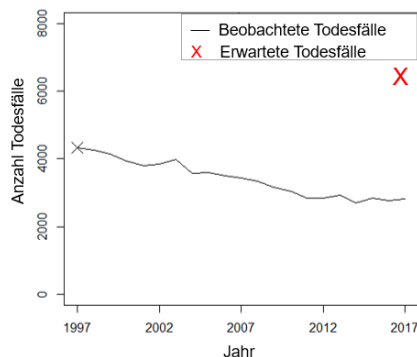 Beobachtete Todesfälle
X Erwartete Todesfälle
X
Anzahl Todesfälle
8000
6000
4000
2000
0
1997
2002
2007
2012
2017
Jahr